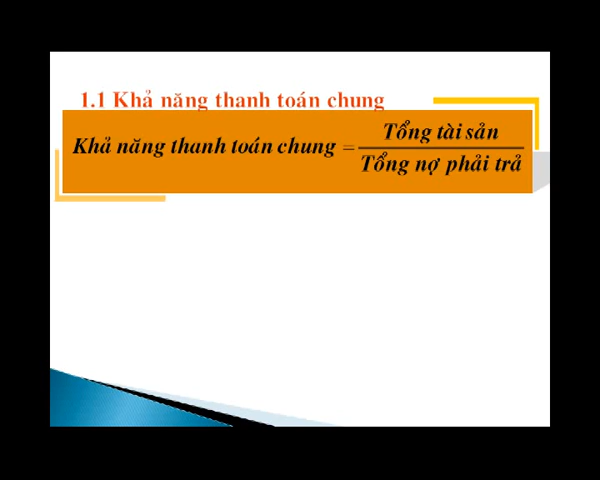 1.1 Khả năng thanh toán chung
Khả năng thanh toán chung = Tổng tài sản
Tổng nợ phải trả